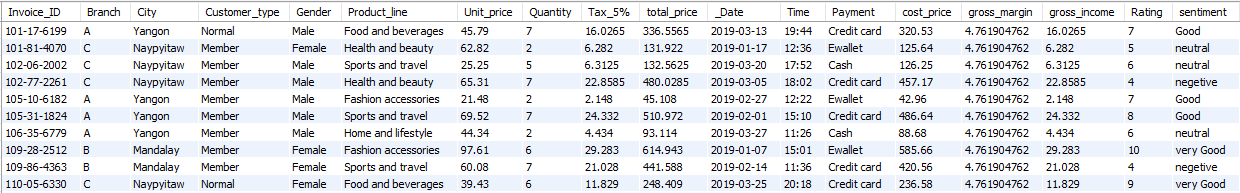 Invoice_ID Branch City Customer_type Gender Product_line Unit_price Quantity Tax_5% total_price _Date Time Payment cost_price gross_margin gross_income Rating sentiment
101-17-6199 A Yangon Normal Male Food and beverages 45.79 7 16.0265 336.5565 2019-03-13 19:44 Credit card 320.53 4.761904762 16.0265 7 Good
101-81-4070 C Naypyitaw Member Female Health and beauty 62.82 2 6.282 131.922 2019-01-17 12:36 Ewallet 125.64 4.761904762 6.282 5 neutral
102-06-2002 C Naypyitaw Member Male Sports and travel 25.25 5 6.3125 132.5625 2019-03-20 17:52 Cash 126.25 4.761904762 6.3125 6 neutral
102-77-2261 C Naypyitaw Member Male Health and beauty 65.31 7 22.8585 480.0285 2019-03-05 18:02 Credit card 457.17 4.761904762 22.8585 4 negetive
105-10-6182 A Yangon Member Male Fashion accessories 21.48 2 2.148 45.108 2019-02-27 12:22 Ewallet 42.96 4.761904762 2.148 7 Good
105-31-1824 A Yangon Member Male Sports and travel 69.52 7 24.332 510.972 2019-02-01 15:10 Credit card 486.64 4.761904762 24.332 8 Good
106-35-6779 A Yangon Member Male Home and lifestyle 44.34 2 4.434 93.114 2019-03-27 11:26 Cash 88.68 4.761904762 4.434 6 neutral
109-28-2512 B Mandalay Member Female Fashion accessories 97.61 6 29.283 614.943 2019-01-07 15:01 Ewallet 585.66 4.761904762 29.283 10 very Good
109-86-4363 B Mandalay Member Female Sports and travel 60.08 7 21.028 441.588 2019-02-14 11:36 Credit card 420.56 4.761904762 21.028 4 negetive
110-05-6330 C Naypyitaw Normal Female Food and beverages 39.43 6 11.829 248.409 2019-03-25 20:18 Credit card 236.58 4.761904762 11.829 9 very Good